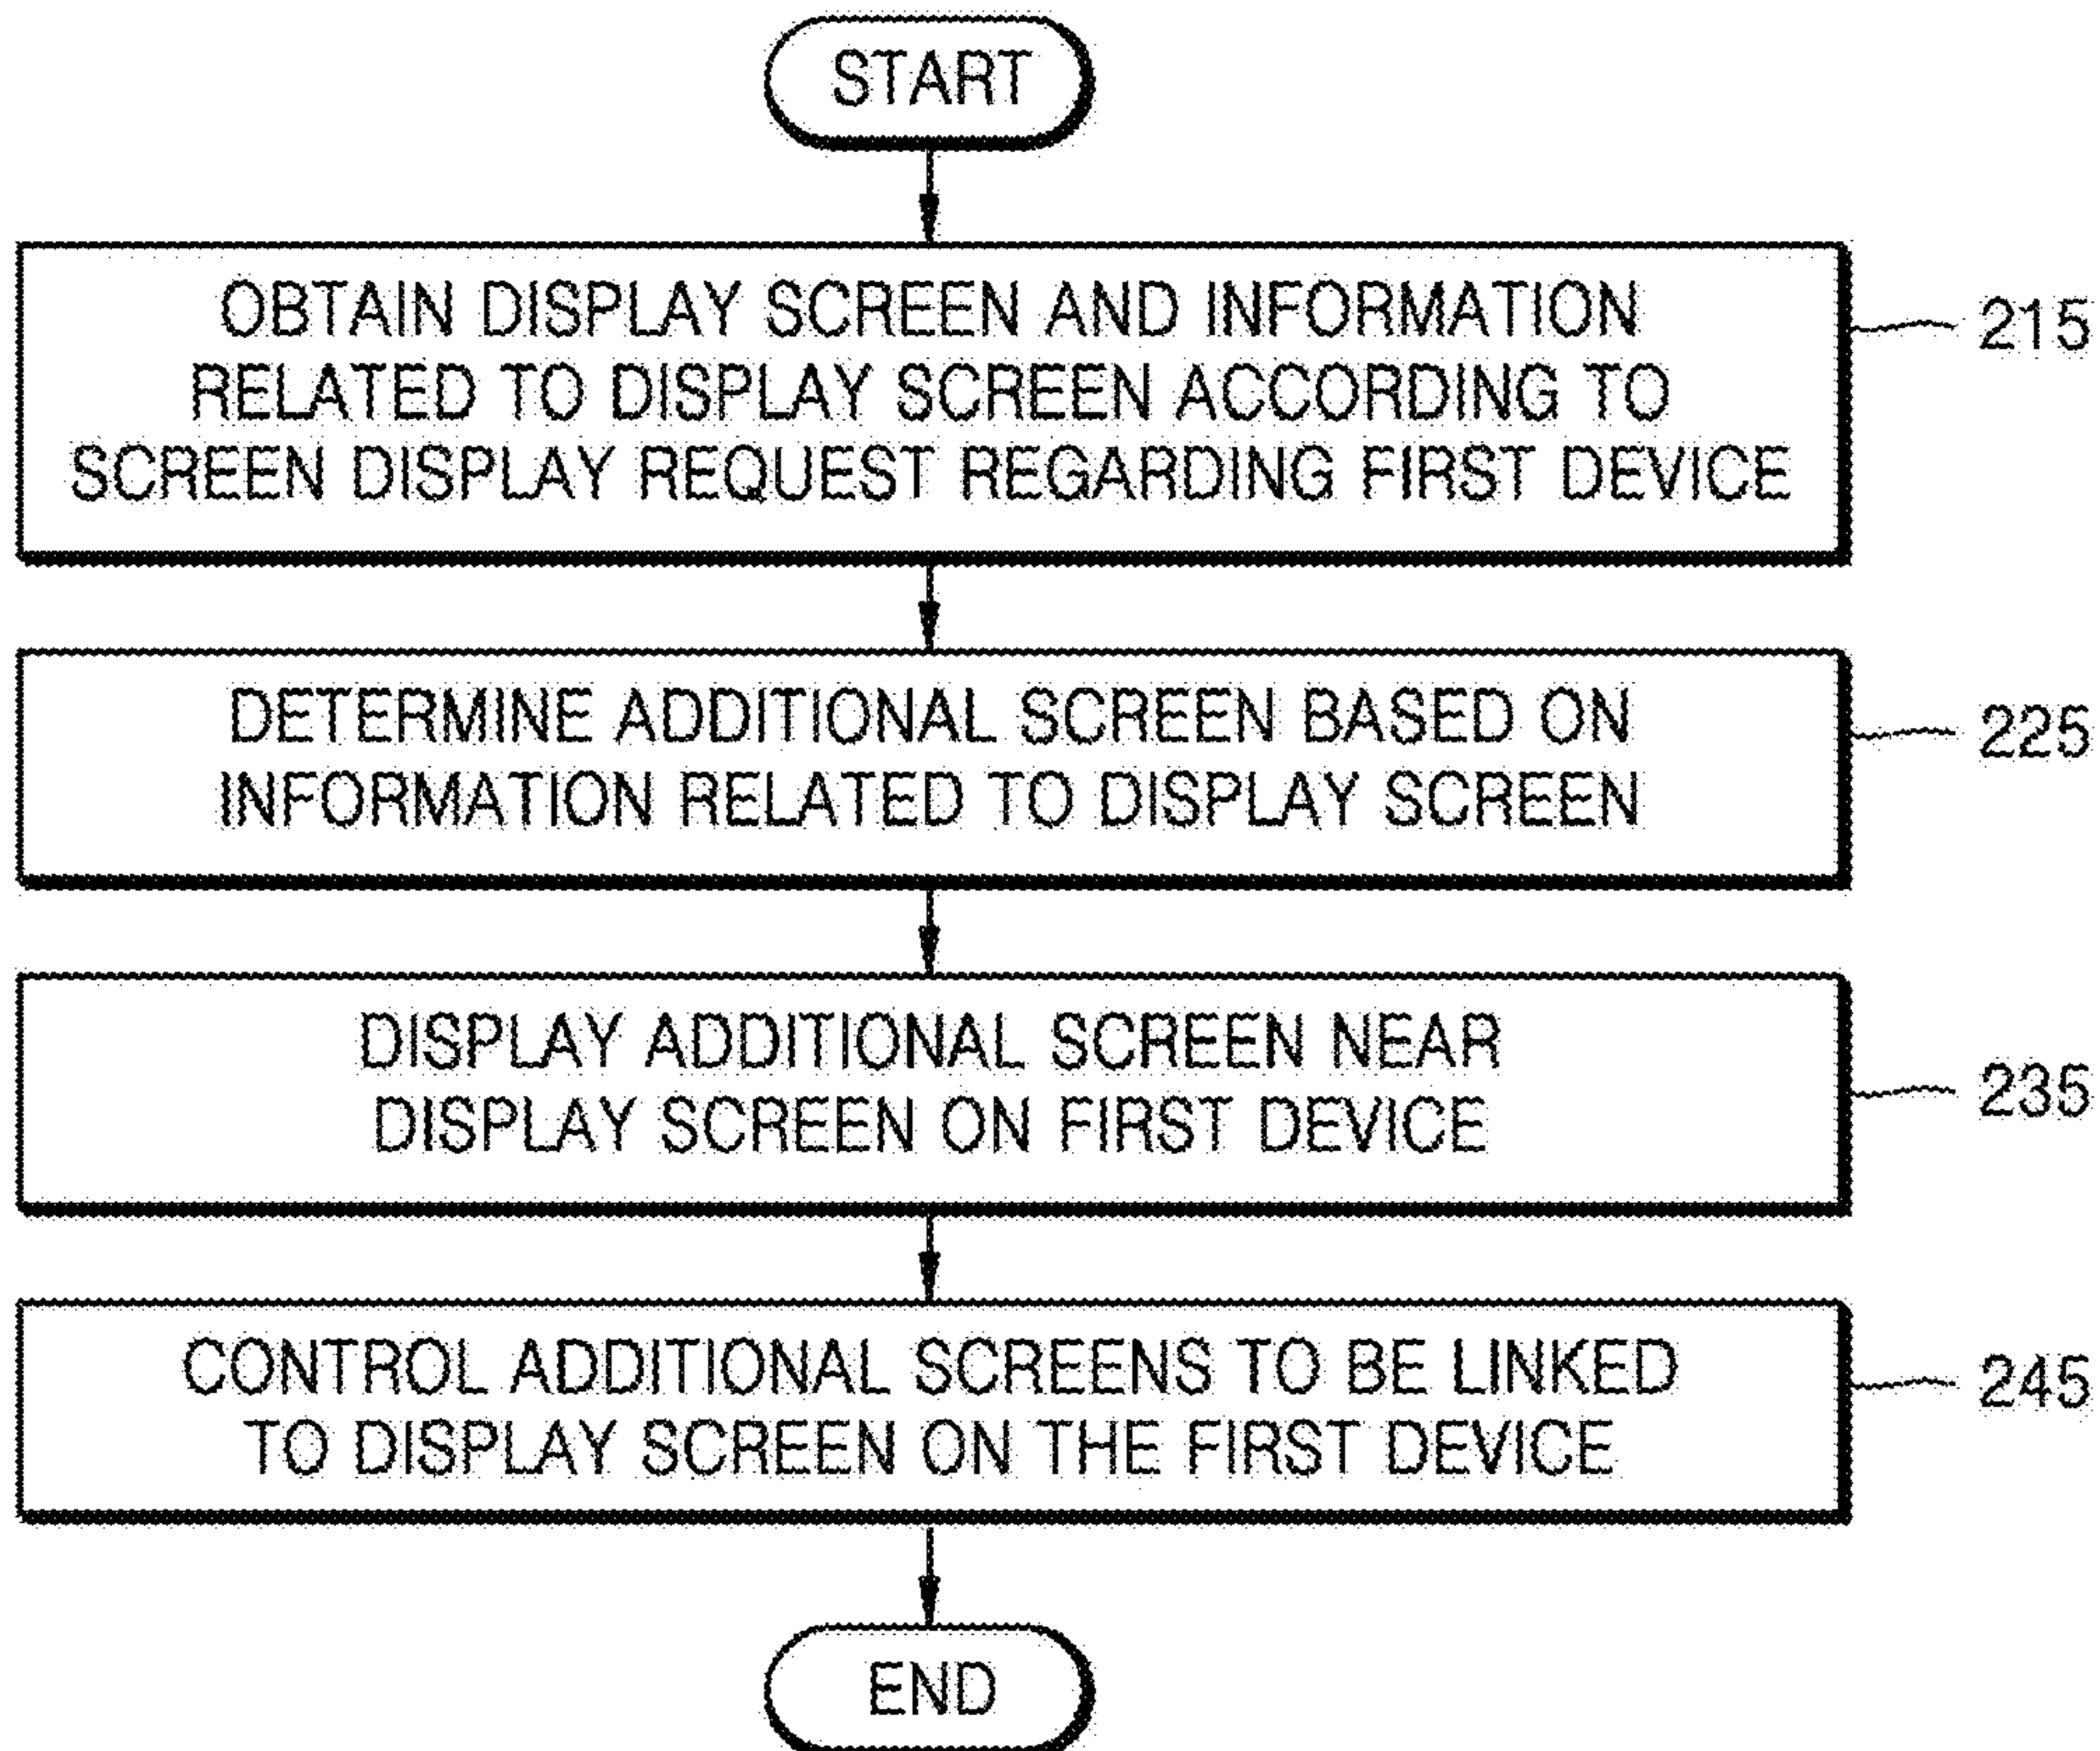 START
OBTAIN DISPLAY SCREEN AND INFORMATION
RELATED TO DISPLAY SCREEN ACCORDING TO
SCREEN DISPLAY REQUEST REGARDING FIRST DEVICE
215
DETERMINE ADDITIONAL SCREEN BASED ON
INFORMATION RELATED TO DISPLAY SCREEN
225
DISPLAY ADDITIONAL SCREEN NEAR
DISPLAY SCREEN ON FIRST DEVICE
235
CONTROL ADDITIONAL SCREENS TO BE LINKED
TO DISPLAY SCREEN ON THE FIRST DEVICE
245
END